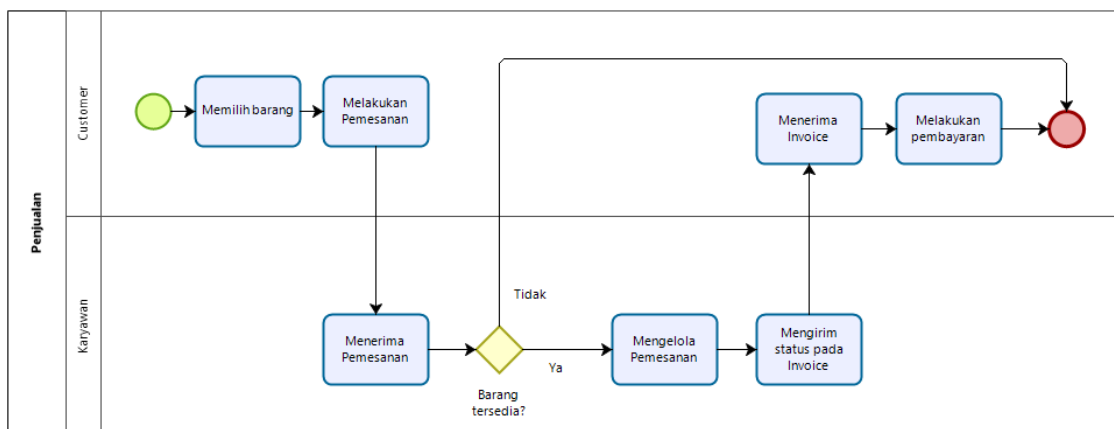 Penjualan
Customer
Memilih barang
Melakukan
Pemesanan
Menerima
Invoice
Melakukan
pembayaran
Karyawan
Menerima
Pemesanan
Barang
tersedia?
Tidak
Ya
Mengelola
Pemesanan
Mengirim
status pada
Invoice